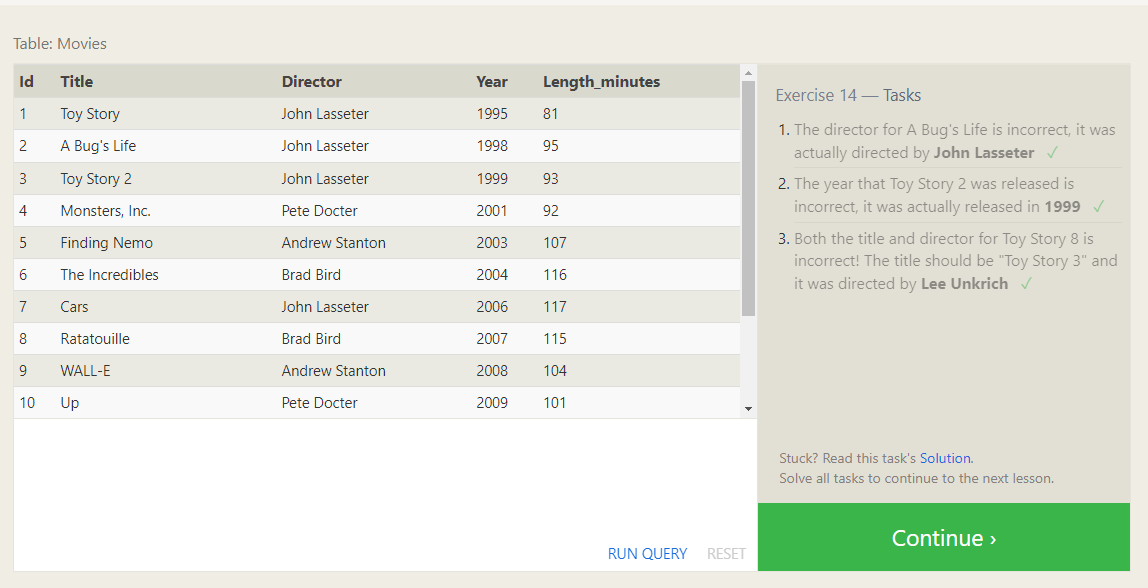 Table: Movies
Id Title Director Year Length_minutes
1 Toy Story John Lasseter 1995 81
2 A Bug's Life John Lasseter 1998 95
3 Toy Story 2 John Lasseter 1999 93
4 Monsters, Inc. Pete Docter 2001 92
5 Finding Nemo Andrew Stanton 2003 107
6 The Incredibles Brad Bird 2004 116
7 Cars John Lasseter 2006 117
8 Ratatouille Brad Bird 2007 115
9 WALL-E Andrew Stanton 2008 104
10 Up Pete Docter 2009 101
RUN QUERY RESET
Exercise 14 — Tasks
1. The director for A Bug's Life is incorrect, it was
actually directed by John Lasseter ✓
2. The year that Toy Story 2 was released is
incorrect, it was actually released in 1999 ✓
3. Both the title and director for Toy Story 8 is
incorrect! The title should be "Toy Story 3" and
it was directed by Lee Unkrich ✓
Stuck? Read this task's Solution.
Solve all tasks to continue to the next lesson.
Continue ›